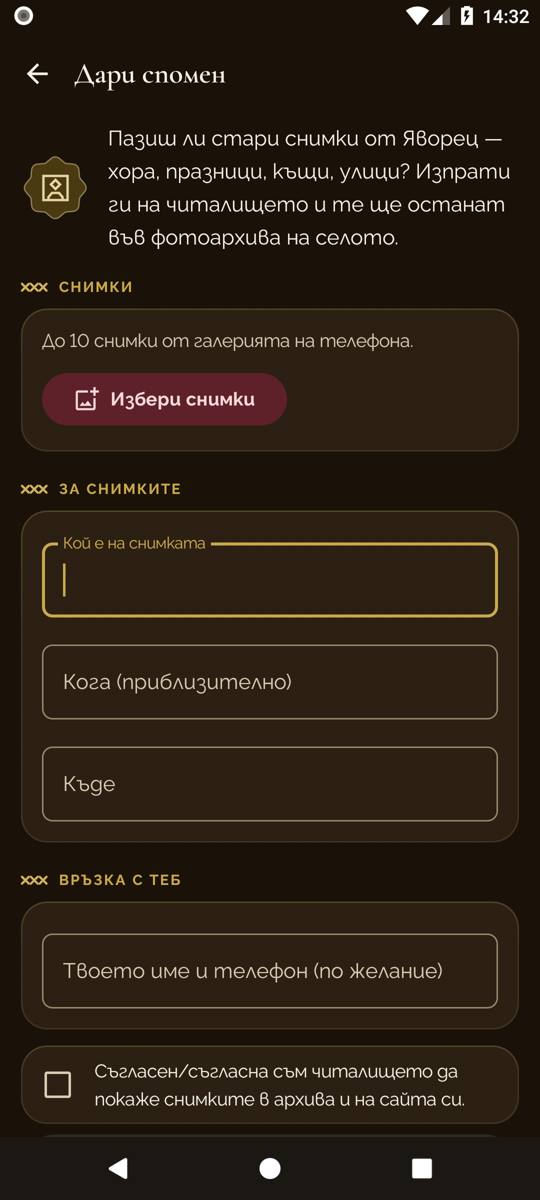 14:32
Дари спомен
Пазиш ли стари снимки от Яворец —
хора, празници, къщи, улици? Изпрати
ги на читалището и те ще останат
във фотоархива на селото.
СНИМКИ
До 10 снимки от галерията на телефона.
Избери снимки
ЗА СНИМКИТЕ
Кой е на снимката
Кога (приблизително)
Къде
ВРЪЗКА С ТЕБ
Твоето име и телефон (по желание)
Съгласен/съгласна съм читалището да
покаже снимките в архива и на сайта си.